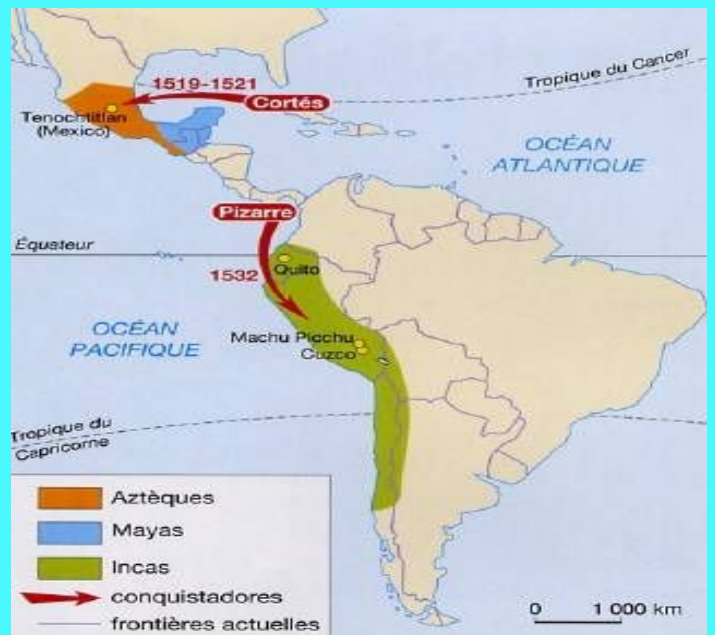 Tropique du Cancer
1519-1521
Cortés
Tenochtitlan
(Mexico)
OCÉAN
ATLANTIQUE
Pizarre
Équateur
Quito
1532
OCÉAN
PACIFIQUE
Machu Picchu
Cuzco
Tropique du
Capricorne
Aztèques
Mayas
Incas
conquistadores
frontières actuelles
0 1 000 km